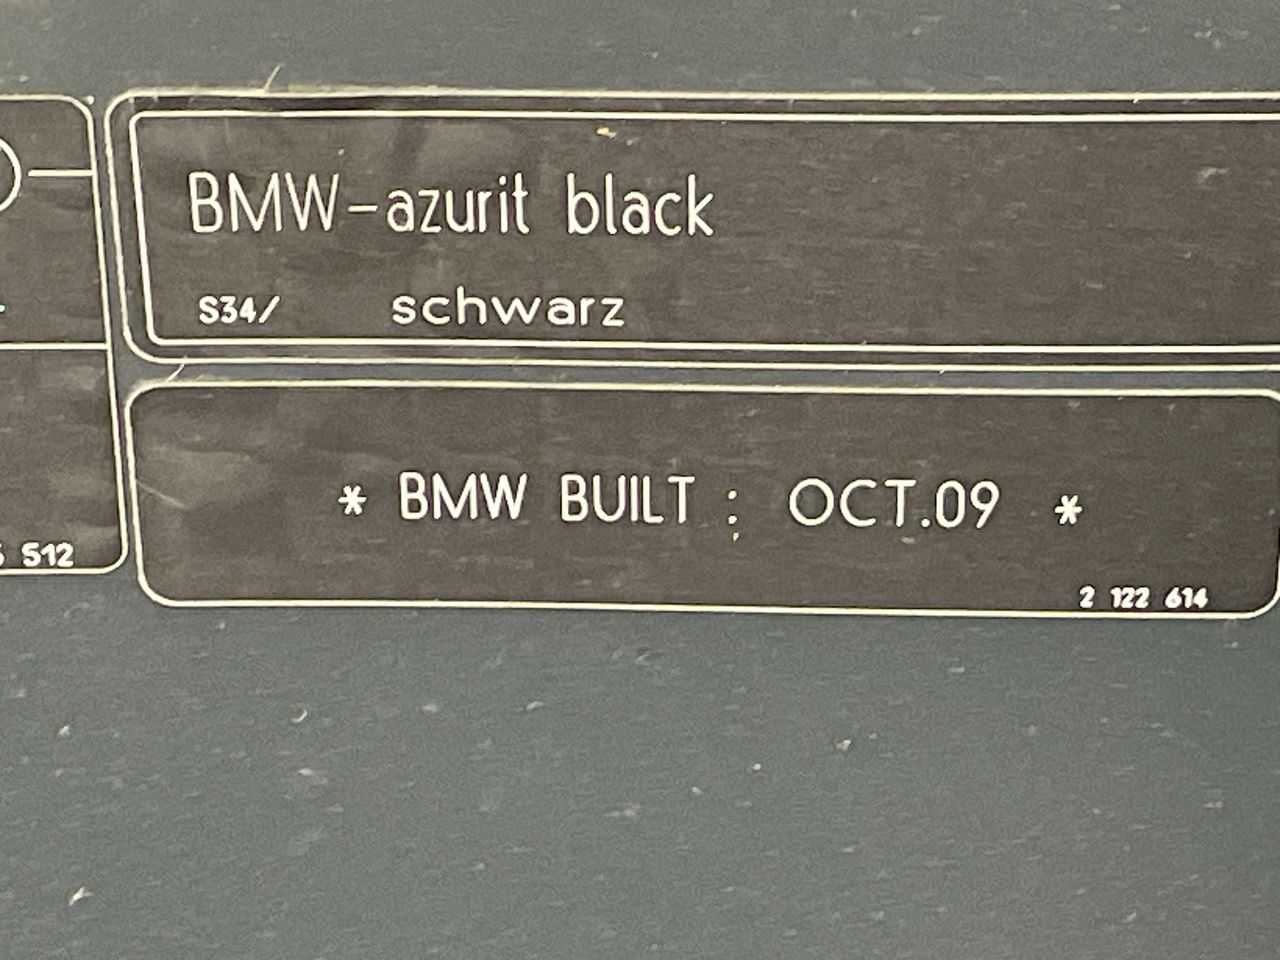 BMW-azurit black
S34/ schwarz
* BMW BUILT : OCT.09 *
512
2 122 614